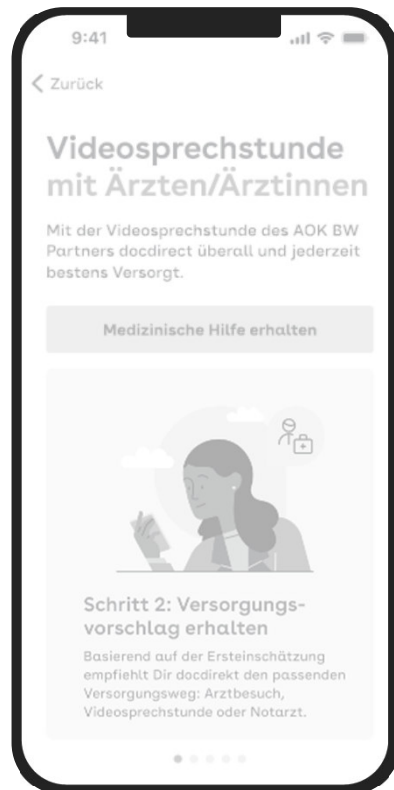 9:41
Zurück
Videosprechstunde
mit Ärzten/Ärztinnen
Mit der Videosprechstunde des AOK BW
Partners docdirect überall und jederzeit
bestens Versorgt.
Medizinische Hilfe erhalten
Schritt 2: Versorgungs-
vorschlag erhalten
Basierend auf der Ersteinschätzung
empfiehlt Dir docdirekt den passenden
Versorgungsweg: Arztbesuch,
Videosprechstunde oder Notarzt.